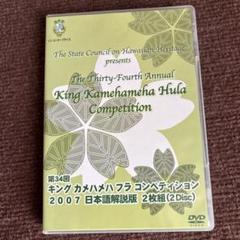 The State Council on Hawaiian Heritage
presents
The Thirty-Fourth Annual
King Kamehameha Hula
Competition
第34回
キング カメハメハ フラ コンペティション
2007 日本語解説版 2枚組(2Disc)
DVD